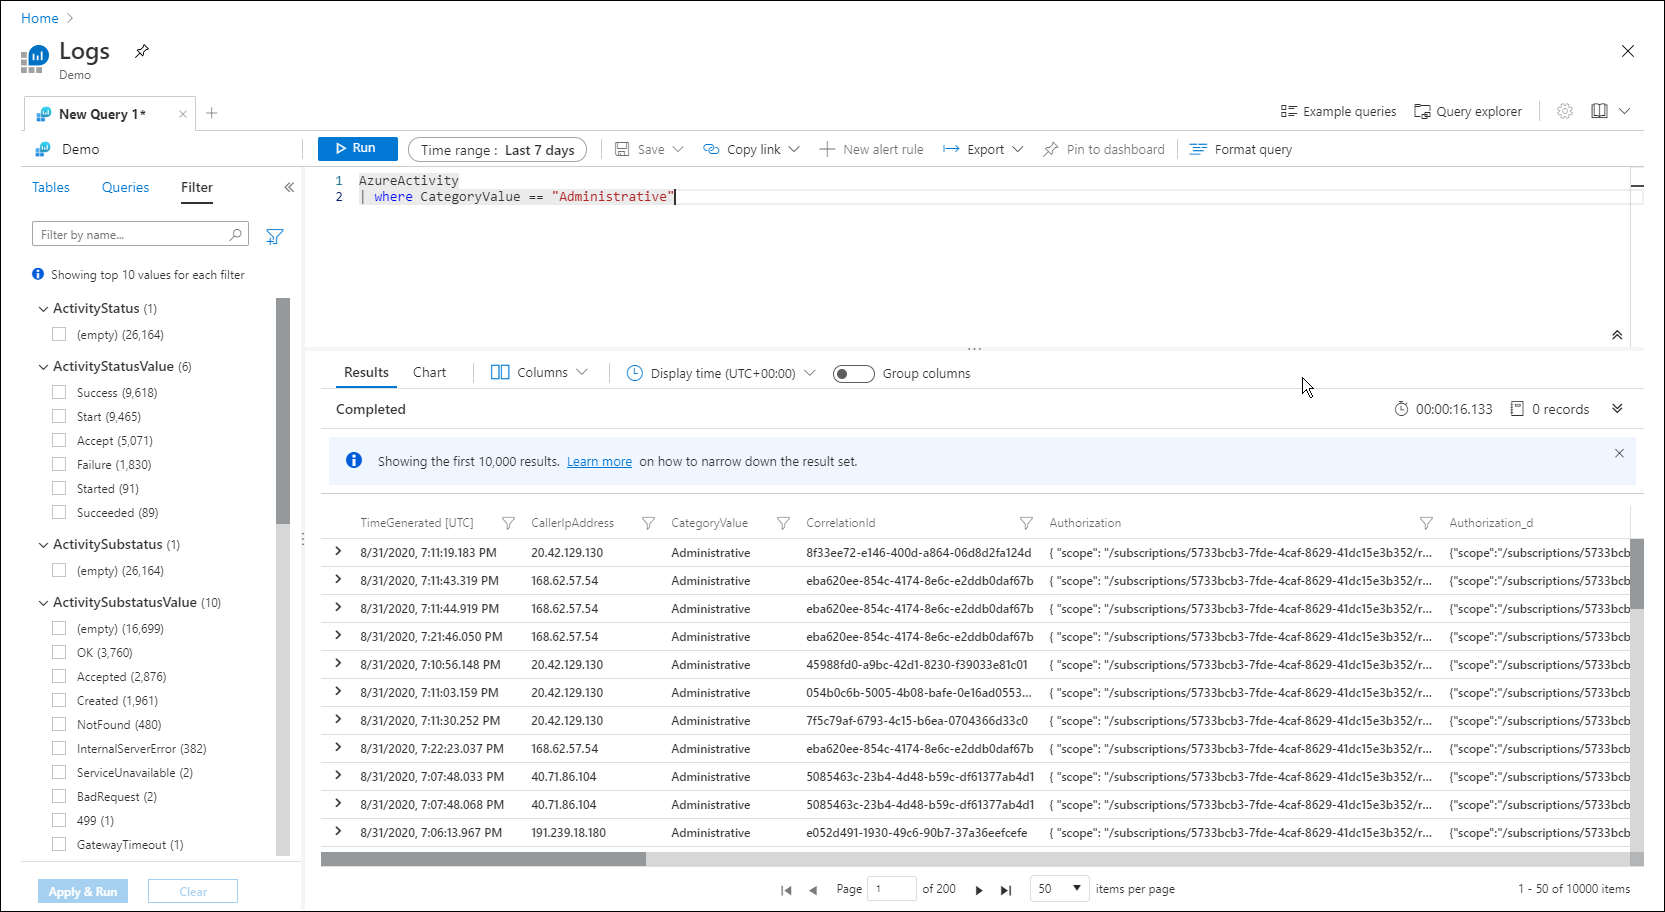 Home
Logs
Demo
New Query 1*
Example queries
Query explorer
Demo
Run
Time range : Last 7 days
Save
Copy link
New alert rule
Export
Pin to dashboard
Format query
Tables
Queries
Filter
1 AzureActivity
2 | where CategoryValue == "Administrative"
Filter by name...
Showing top 10 values for each filter
ActivityStatus (1)
(empty) (26,164)
ActivityStatusValue (6)
Success (9,618)
Start (9,465)
Accept (5,071)
Failure (1,830)
Started (91)
Succeeded (89)
ActivitySubstatus (1)
(empty) (26,164)
ActivitySubstatusValue (10)
(empty) (16,699)
OK (3,760)
Accepted (2,876)
Created (1,961)
NotFound (480)
InternalServerError (382)
ServiceUnavailable (2)
BadRequest (2)
499 (1)
GatewayTimeout (1)
Apply & Run
Clear
Results
Chart
Columns
Display time (UTC+00:00)
Group columns
Completed
00:00:16.133
0 records
Showing the first 10,000 results. Learn more on how to narrow down the result set.
TimeGenerated [UTC] CallerIpAddress CategoryValue CorrelationId Authorization Authorization_d
8/31/2020, 7:11:19.183 PM 20.42.129.130 Administrative 8f33ee72-e146-400d-a864-06d8d2fa124d { "scope": "/subscriptions/5733bcb3-7fde-4caf-8629-41dc15e3b352/r... {"scope":"/subscriptions/5733bcb
8/31/2020, 7:11:43.319 PM 168.62.57.54 Administrative eba620ee-854c-4174-8e6c-e2ddb0daf67b { "scope": "/subscriptions/5733bcb3-7fde-4caf-8629-41dc15e3b352/r... {"scope":"/subscriptions/5733bcb
8/31/2020, 7:11:44.919 PM 168.62.57.54 Administrative eba620ee-854c-4174-8e6c-e2ddb0daf67b { "scope": "/subscriptions/5733bcb3-7fde-4caf-8629-41dc15e3b352/r... {"scope":"/subscriptions/5733bcb
8/31/2020, 7:21:46.050 PM 168.62.57.54 Administrative eba620ee-854c-4174-8e6c-e2ddb0daf67b { "scope": "/subscriptions/5733bcb3-7fde-4caf-8629-41dc15e3b352/r... {"scope":"/subscriptions/5733bcb
8/31/2020, 7:10:56.148 PM 20.42.129.130 Administrative 45988fd0-a9bc-42d1-8230-f39033e81c01 { "scope": "/subscriptions/5733bcb3-7fde-4caf-8629-41dc15e3b352/r... {"scope":"/subscriptions/5733bcb
8/31/2020, 7:11:03.159 PM 20.42.129.130 Administrative 054b0c6b-5005-4b08-bafe-0e16ad0553... { "scope": "/subscriptions/5733bcb3-7fde-4caf-8629-41dc15e3b352/r... {"scope":"/subscriptions/5733bcb
8/31/2020, 7:11:30.252 PM 20.42.129.130 Administrative 7f5c79af-6793-4c15-b6ea-0704366d33c0 { "scope": "/subscriptions/5733bcb3-7fde-4caf-8629-41dc15e3b352/r... {"scope":"/subscriptions/5733bcb
8/31/2020, 7:22:23.037 PM 168.62.57.54 Administrative eba620ee-854c-4174-8e6c-e2ddb0daf67b { "scope": "/subscriptions/5733bcb3-7fde-4caf-8629-41dc15e3b352/r... {"scope":"/subscriptions/5733bcb
8/31/2020, 7:07:48.033 PM 40.71.86.104 Administrative 5085463c-23b4-4d48-b59c-df61377ab4d1 { "scope": "/subscriptions/5733bcb3-7fde-4caf-8629-41dc15e3b352/r... {"scope":"/subscriptions/5733bcb
8/31/2020, 7:07:48.068 PM 40.71.86.104 Administrative 5085463c-23b4-4d48-b59c-df61377ab4d1 { "scope": "/subscriptions/5733bcb3-7fde-4caf-8629-41dc15e3b352/r... {"scope":"/subscriptions/5733bcb
8/31/2020, 7:06:13.967 PM 191.239.18.180 Administrative e052d491-1930-49c6-90b7-37a36eefcefe { "scope": "/subscriptions/5733bcb3-7fde-4caf-8629-41dc15e3b352/r... {"scope":"/subscriptions/5733bcb
Page 1 of 200
50 items per page
1 - 50 of 10000 items